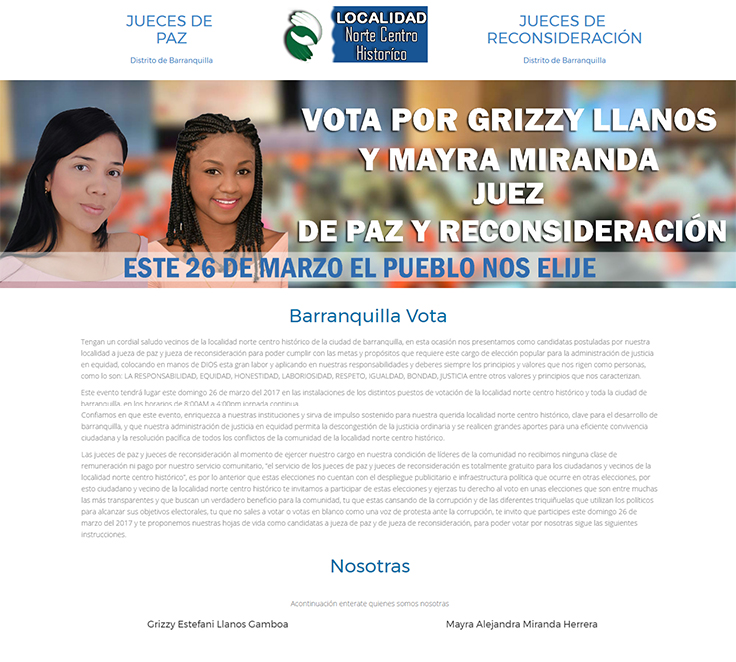 JUECES DE
PAZ
Distrito de Barranquilla
LOCALIDAD
Norte Centro
Historíco
JUECES DE
RECONSIDERACIÓN
Distrito de Barranquilla
VOTA POR GRIZZY LLANOS
Y MAYRA MIRANDA
JUEZ
DE PAZ Y RECONSIDERACIÓN
ESTE 26 DE MARZO EL PUEBLO NOS ELIJE
Barranquilla Vota
Tengan un cordial saludo vecinos de la localidad norte centro histórico de la ciudad de barranquilla, en esta ocasión nos presentamos como candidatas postuladas por nuestra
localidad a jueza de paz y jueza de reconsideración para poder cumplir con las metas y propósitos que requiere este cargo de elección popular para la administración de justicia
en equidad, colocando en manos de DIOS esta gran labor y aplicando en nuestras responsabilidades y deberes siempre los principios y valores que nos rigen como personas,
como lo son: LA RESPONSABILIDAD, EQUIDAD, HONESTIDAD, LABORIOSIDAD, RESPETO, IGUALDAD, BONDAD, JUSTICIA entre otros valores y principios que nos caracterizan.
Este evento tendrá lugar este domingo 26 de marzo del 2017 en las instalaciones de los distintos puestos de votación de la localidad norte centro histórico y toda la ciudad de
barranquilla, en los horarios de 8:00AM a 4:00pm jornada continua.
Confiamos en que este evento, enriquezca a nuestras instituciones y sirva de impulso sostenido para nuestra querida localidad norte centro histórico, clave para el desarrollo de
barranquilla, y que nuestra administración de justicia en equidad permita la descongestión de la justicia ordinaria y se realicen grandes aportes para una eficiente convivencia
ciudadana y la resolución pacifica de todos los conflictos de la comunidad de la localidad norte centro histórico.
Las jueces de paz y jueces de reconsideración al momento de ejercer nuestro cargo en nuestra condición de líderes de la comunidad no recibimos ninguna clase de
remuneración ni pago por nuestro servicio comunitario, "el servicio de los jueces de paz y jueces de reconsideración es totalmente gratuito para los ciudadanos y vecinos de la
localidad norte centro histórico", es por lo anterior que estas elecciones no cuentan con el despliegue publicitario e infraestructura política que ocurre en otras elecciones, por
esto ciudadano y vecino de la localidad norte centro histórico te invitamos a participar de estas elecciones y ejerzas tu derecho al voto en unas elecciones que son entre muchas
las más transparentes y que buscan un verdadero beneficio para la comunidad, tu que estas cansando de la corrupción y de las diferentes triquiñuelas que utilizan los políticos
para alcanzar sus objetivos electorales, tu que no sales a votar o votas en blanco como una voz de protesta ante la corrupción, te invito que participes este domingo 26 de
marzo del 2017 y te proponemos nuestras hojas de vida como candidatas a jueza de paz y de jueza de reconsideración, para poder votar por nosotras sigue las siguientes
instrucciones.
Nosotras
Acontinuación enterate quienes somos nosotras
Grizzy Estefani Llanos Gamboa
Mayra Alejandra Miranda Herrera